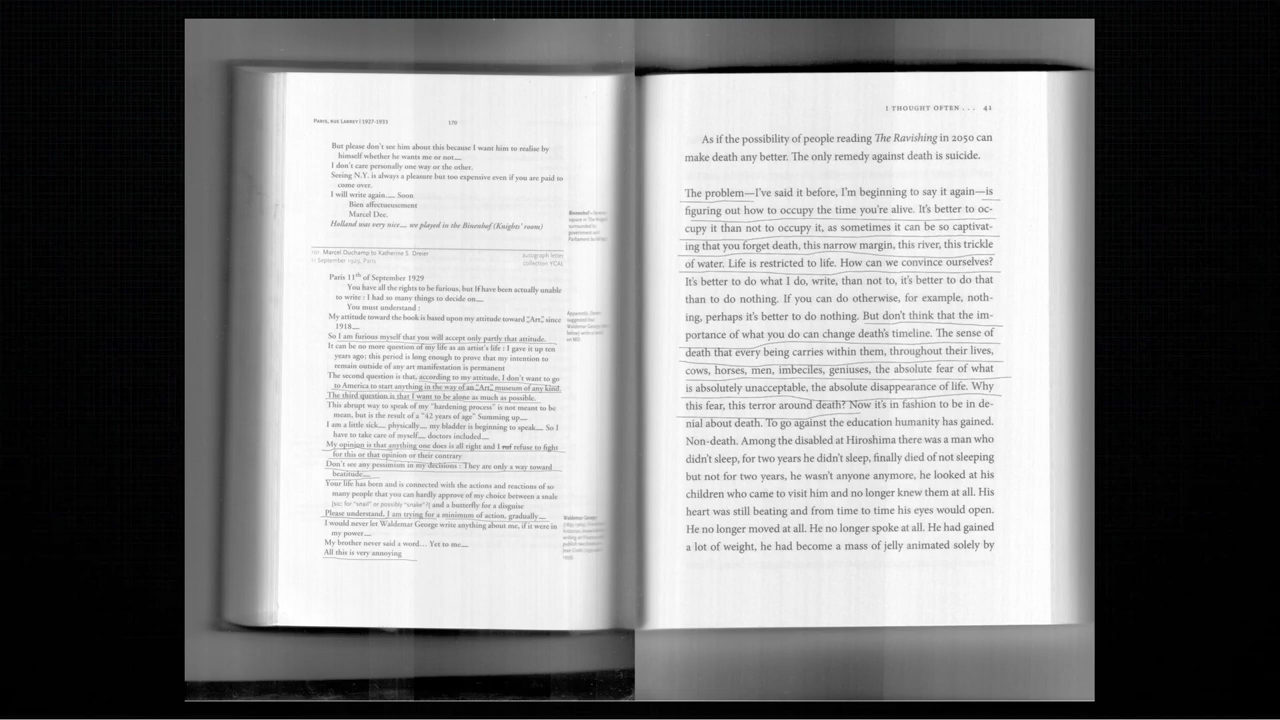 PARIS, RUE LARREY | 1927-1933
170
But please don't see him about this because I want him to realise by
himself whether he wants me or not....
I don't care personally one way or the other.
Seeing N.Y. is always a pleasure but too expensive even if you are paid to
come over.
I will write again..... Soon
Bien affectueusement
Marcel Dee.
Holland was very nice.... we played in the Binenhof (Knights' room)
Marcel Duchamp to Katherine S. Dreier
11 September 1929, Paris
autograph letter
collection YCAL
Paris 11th of September 1929
You have all the rights to be furious, but If have been actually unable
to write : I had so many things to decide on....
You must understand :
My attitude toward the book is based upon my attitude toward "Art" since
1918....
So I am furious myself that you will accept only partly that attitude.
It can be no more question of my life as an artist's life : I gave it up ten
years ago; this period is long enough to prove that my intention to
remain outside of any art manifestation is permanent
The second question is that, according to my attitude, I don't want to go
to America to start anything in the way of an "Art" museum of any kind.
The third question is that I want to be alone as much as possible.
This abrupt way to speak of my "hardening process" is not meant to be
mean, but is the result of a "42 years of age" Summing up....
I am a little sick.... physically.... my bladder is beginning to speak.... So I
have to take care of myself.... doctors included....
My opinion is that anything one does is all right and I refuse to fight
for this or that opinion or their contrary
Don't see any pessimism in my decisions : They are only a way toward
beatitude....
Your life has been and is connected with the actions and reactions of so
many people that you can hardly approve of my choice between a snale
[sic; for "snail" or possibly "snake"?] and a butterfly for a disguise
Please understand, I am trying for a minimum of action, gradually....
I would never let Waldemar George write anything about me, if it were in
my power....
My brother never said a word... Yet to me....
All this is very annoying
Binnenhof
Waldemar George
I THOUGHT OFTEN . . . 41
As if the possibility of people reading The Ravishing in 2050 can
make death any better. The only remedy against death is suicide.
The problem—I've said it before, I'm beginning to say it again—is
figuring out how to occupy the time you're alive. It's better to oc-
cupy it than not to occupy it, as sometimes it can be so captivat-
ing that you forget death, this narrow margin, this river, this trickle
of water. Life is restricted to life. How can we convince ourselves?
It's better to do what I do, write, than not to, it's better to do that
than to do nothing. If you can do otherwise, for example, noth-
ing, perhaps it's better to do nothing. But don't think that the im-
portance of what you do can change death's timeline. The sense of
death that every being carries within them, throughout their lives,
cows, horses, men, imbeciles, geniuses, the absolute fear of what
is absolutely unacceptable, the absolute disappearance of life. Why
this fear, this terror around death? Now it's in fashion to be in de-
nial about death. To go against the education humanity has gained.
Non-death. Among the disabled at Hiroshima there was a man who
didn't sleep, for two years he didn't sleep, finally died of not sleeping
but not for two years, he wasn't anyone anymore, he looked at his
children who came to visit him and no longer knew them at all. His
heart was still beating and from time to time his eyes would open.
He no longer moved at all. He no longer spoke at all. He had gained
a lot of weight, he had become a mass of jelly animated solely by